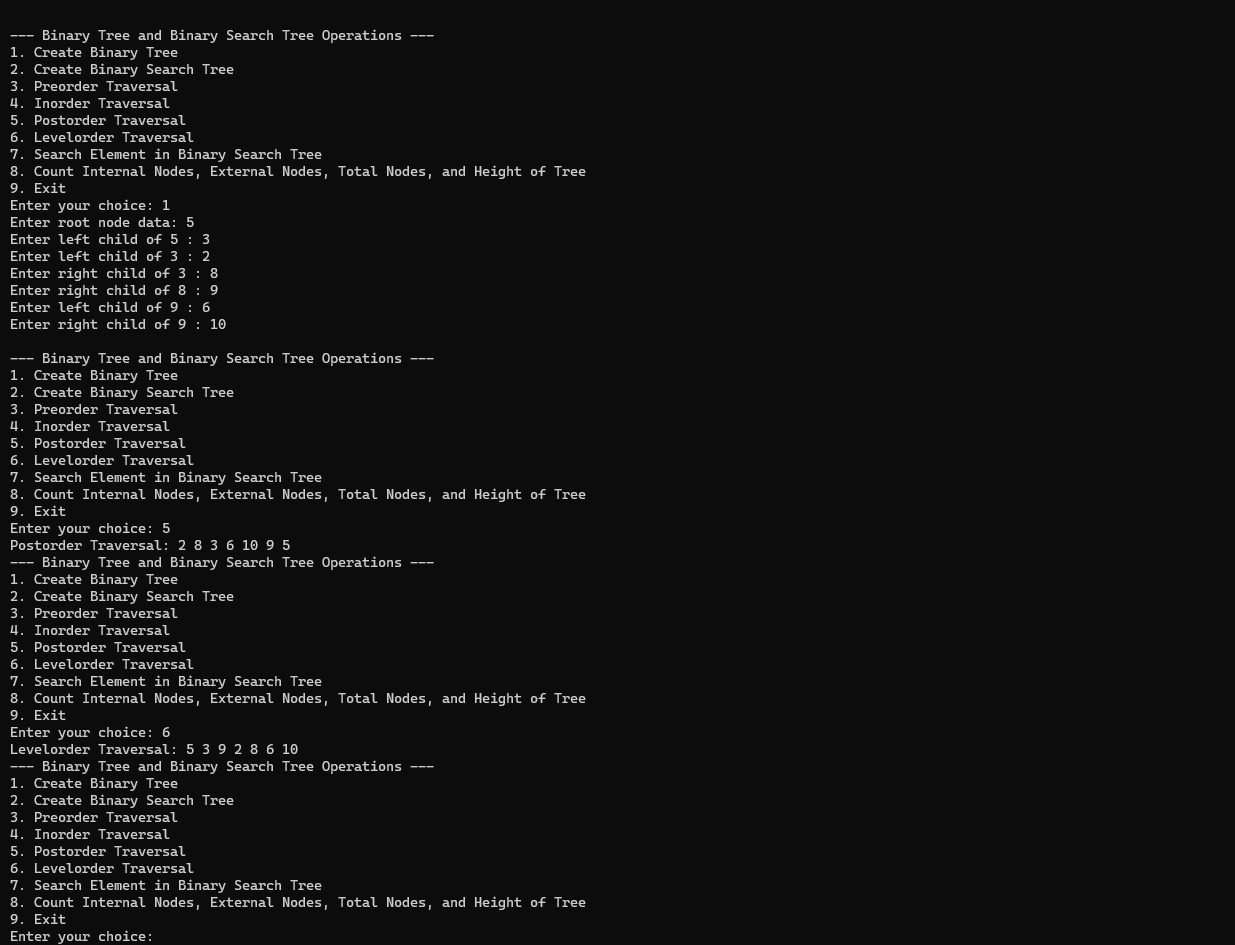 --- Binary Tree and Binary Search Tree Operations ---
1. Create Binary Tree
2. Create Binary Search Tree
3. Preorder Traversal
4. Inorder Traversal
5. Postorder Traversal
6. Levelorder Traversal
7. Search Element in Binary Search Tree
8. Count Internal Nodes, External Nodes, Total Nodes, and Height of Tree
9. Exit
Enter your choice: 1
Enter root node data: 5
Enter left child of 5 : 3
Enter left child of 3 : 2
Enter right child of 3 : 8
Enter right child of 8 : 9
Enter left child of 9 : 6
Enter right child of 9 : 10

--- Binary Tree and Binary Search Tree Operations ---
1. Create Binary Tree
2. Create Binary Search Tree
3. Preorder Traversal
4. Inorder Traversal
5. Postorder Traversal
6. Levelorder Traversal
7. Search Element in Binary Search Tree
8. Count Internal Nodes, External Nodes, Total Nodes, and Height of Tree
9. Exit
Enter your choice: 5
Postorder Traversal: 2 8 3 6 10 9 5
--- Binary Tree and Binary Search Tree Operations ---
1. Create Binary Tree
2. Create Binary Search Tree
3. Preorder Traversal
4. Inorder Traversal
5. Postorder Traversal
6. Levelorder Traversal
7. Search Element in Binary Search Tree
8. Count Internal Nodes, External Nodes, Total Nodes, and Height of Tree
9. Exit
Enter your choice: 6
Levelorder Traversal: 5 3 9 2 8 6 10
--- Binary Tree and Binary Search Tree Operations ---
1. Create Binary Tree
2. Create Binary Search Tree
3. Preorder Traversal
4. Inorder Traversal
5. Postorder Traversal
6. Levelorder Traversal
7. Search Element in Binary Search Tree
8. Count Internal Nodes, External Nodes, Total Nodes, and Height of Tree
9. Exit
Enter your choice: